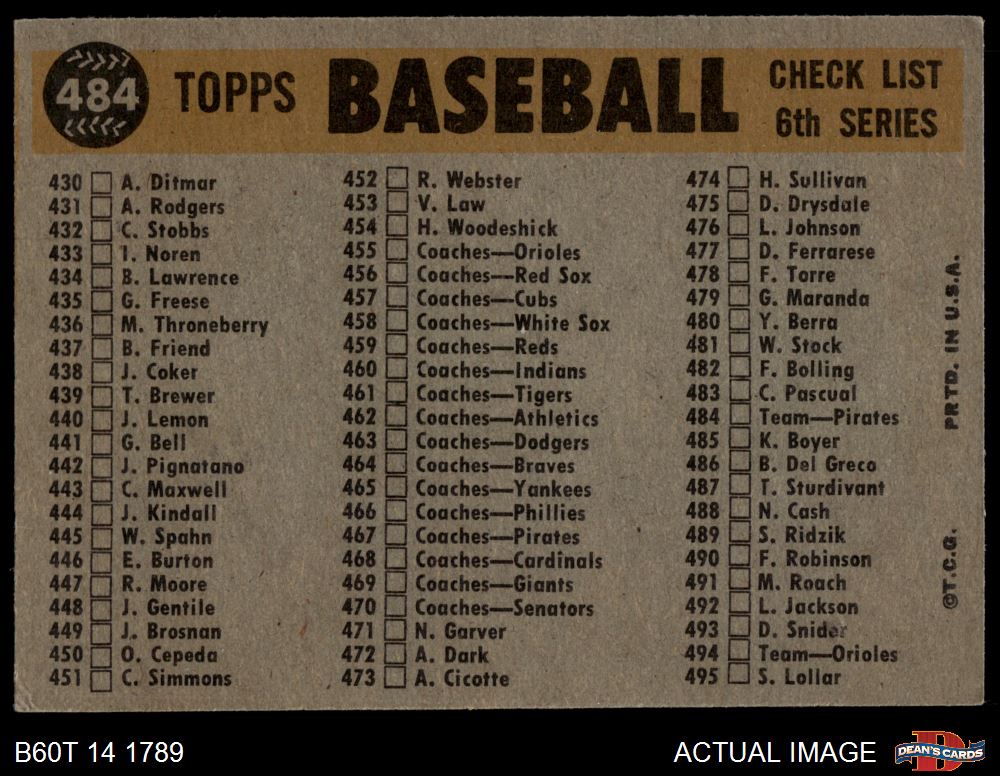 484
TOPPS BASEBALL
CHECK LIST
6th SERIES
430 A. Ditmar
431 A. Rodgers
432 C. Stobbs
433 I. Noren
434 B. Lawrence
435 G. Freese
436 M. Throneberry
437 B. Friend
438 J. Coker
439 T. Brewer
440 J. Lemon
441 G. Bell
442 J. Pignatano
443 C. Maxwell
444 J. Kindall
445 W. Spahn
446 E. Burton
447 R. Moore
448 J. Gentile
449 J. Brosnan
450 O. Cepeda
451 C. Simmons
452 R. Webster
453 V. Law
454 H. Woodeshick
455 Coaches—Orioles
456 Coaches—Red Sox
457 Coaches—Cubs
458 Coaches—White Sox
459 Coaches—Reds
460 Coaches—Indians
461 Coaches—Tigers
462 Coaches—Athletics
463 Coaches—Dodgers
464 Coaches—Braves
465 Coaches—Yankees
466 Coaches—Phillies
467 Coaches—Pirates
468 Coaches—Cardinals
469 Coaches—Giants
470 Coaches—Senators
471 N. Garver
472 A. Dark
473 A. Cicotte
474 H. Sullivan
475 D. Drysdale
476 L. Johnson
477 D. Ferrarese
478 F. Torre
479 G. Maranda
480 Y. Berra
481 W. Stock
482 F. Bolling
483 C. Pascual
484 Team—Pirates
485 K. Boyer
486 B. Del Greco
487 T. Sturdivant
488 N. Cash
489 S. Ridzik
490 F. Robinson
491 M. Roach
492 L. Jackson
493 D. Snider
494 Team—Orioles
495 S. Lollar
©T.C.G. PRTD. IN U.S.A.
B60T 14 1789
ACTUAL IMAGE
D
DEAN'S CARDS